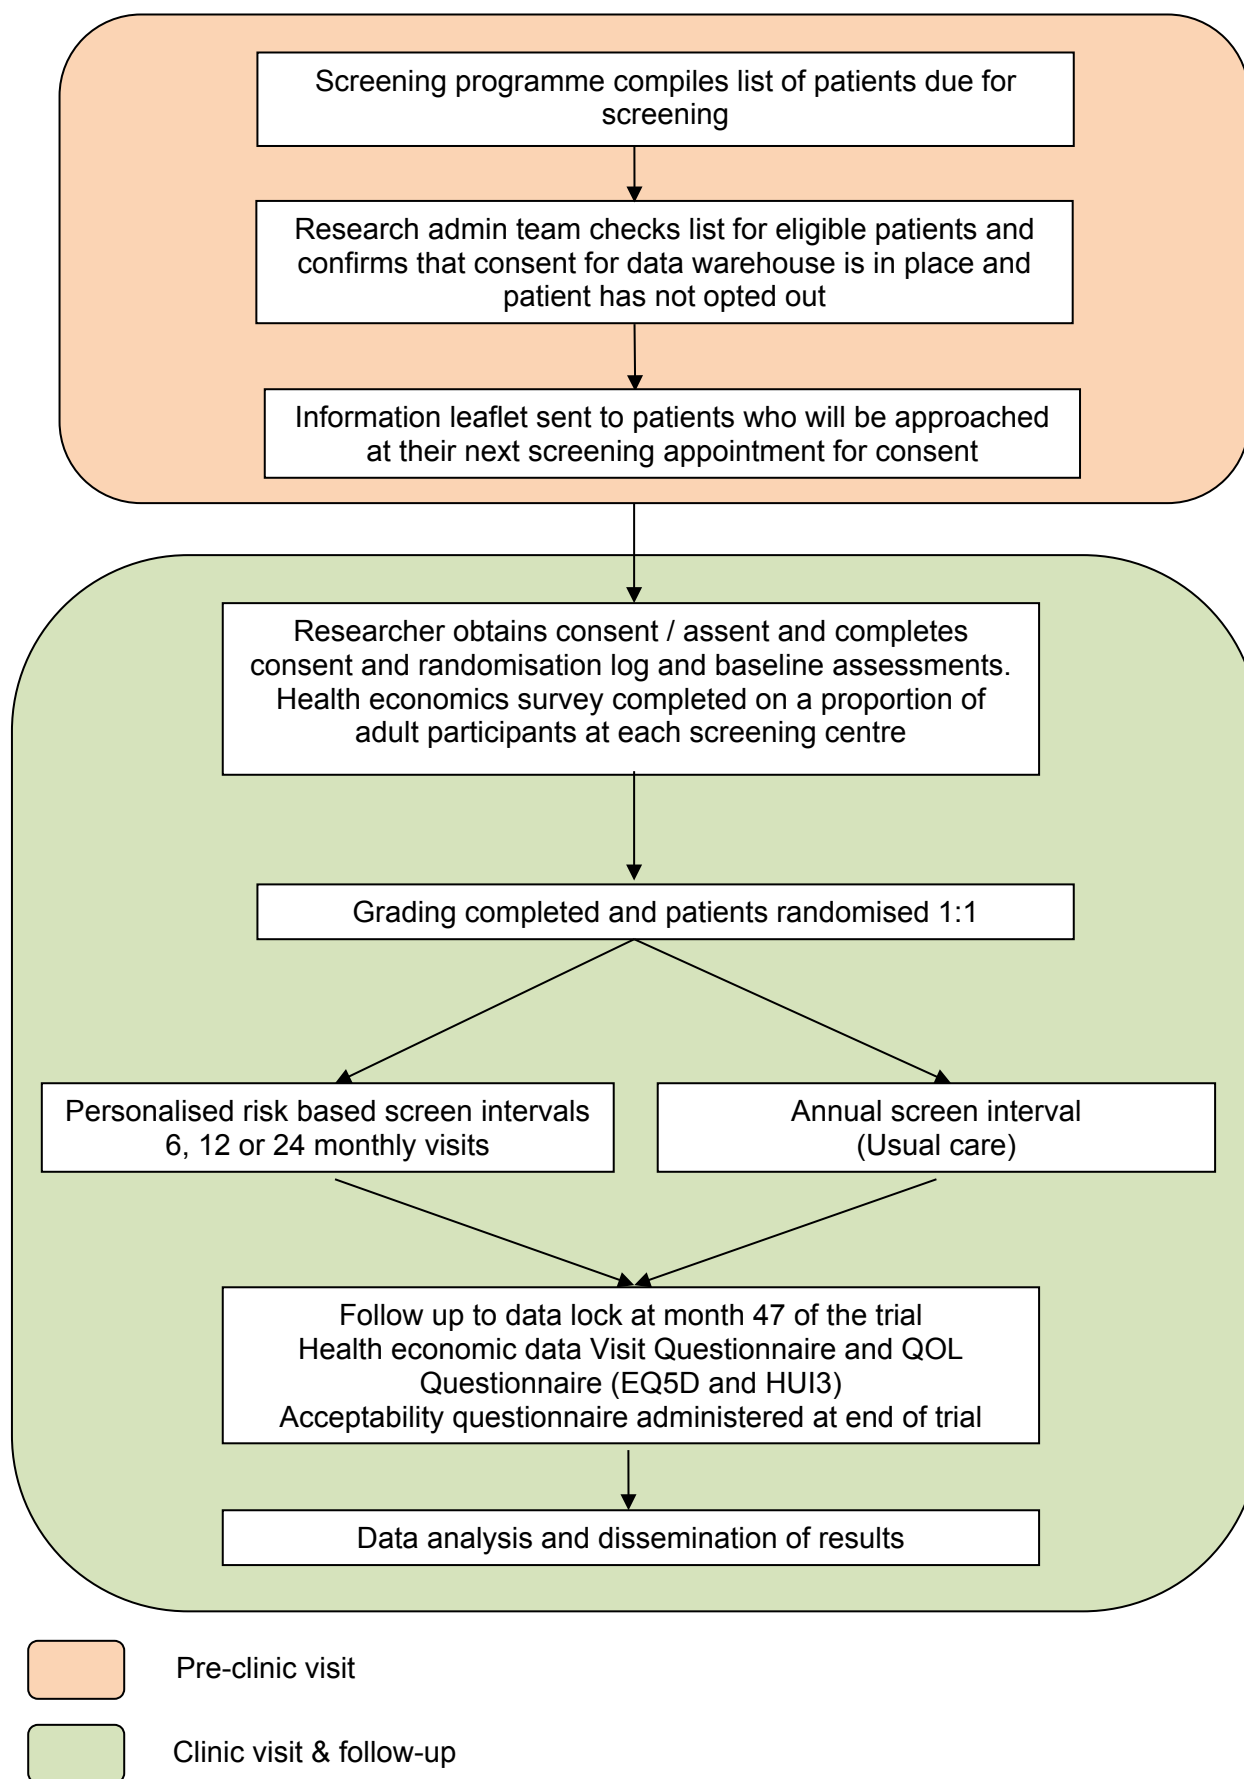 Screening programme compiles list of patients due for
screening
Research admin team checks list for eligible patients and
confirms that consent for data warehouse is in place and
patient has not opted out
Information leaflet sent to patients who will be approached
at their next screening appointment for consent
Researcher obtains consent / assent and completes
consent and randomisation log and baseline assessments.
Health economics survey completed on a proportion of
adult participants at each screening centre
Grading completed and patients randomised 1:1
Personalised risk based screen intervals
6, 12 or 24 monthly visits
Annual screen interval
(Usual care)
Follow up to data lock at month 47 of the trial
Health economic data Visit Questionnaire and QOL
Questionnaire (EQ5D and HUI3)
Acceptability questionnaire administered at end of trial
Data analysis and dissemination of results
Pre-clinic visit
Clinic visit & follow-up